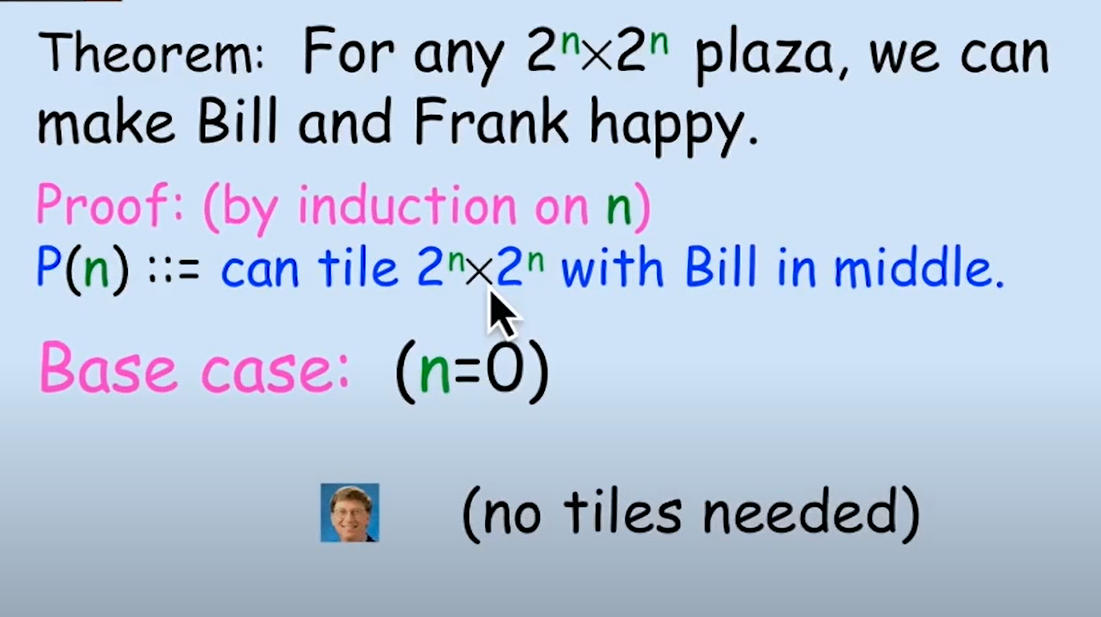 Theorem: For any 2ⁿ×2ⁿ plaza, we can
make Bill and Frank happy.
Proof: (by induction on n)
P(n) ::= can tile 2ⁿ×2ⁿ with Bill in middle.
Base case: (n=0)
(no tiles needed)